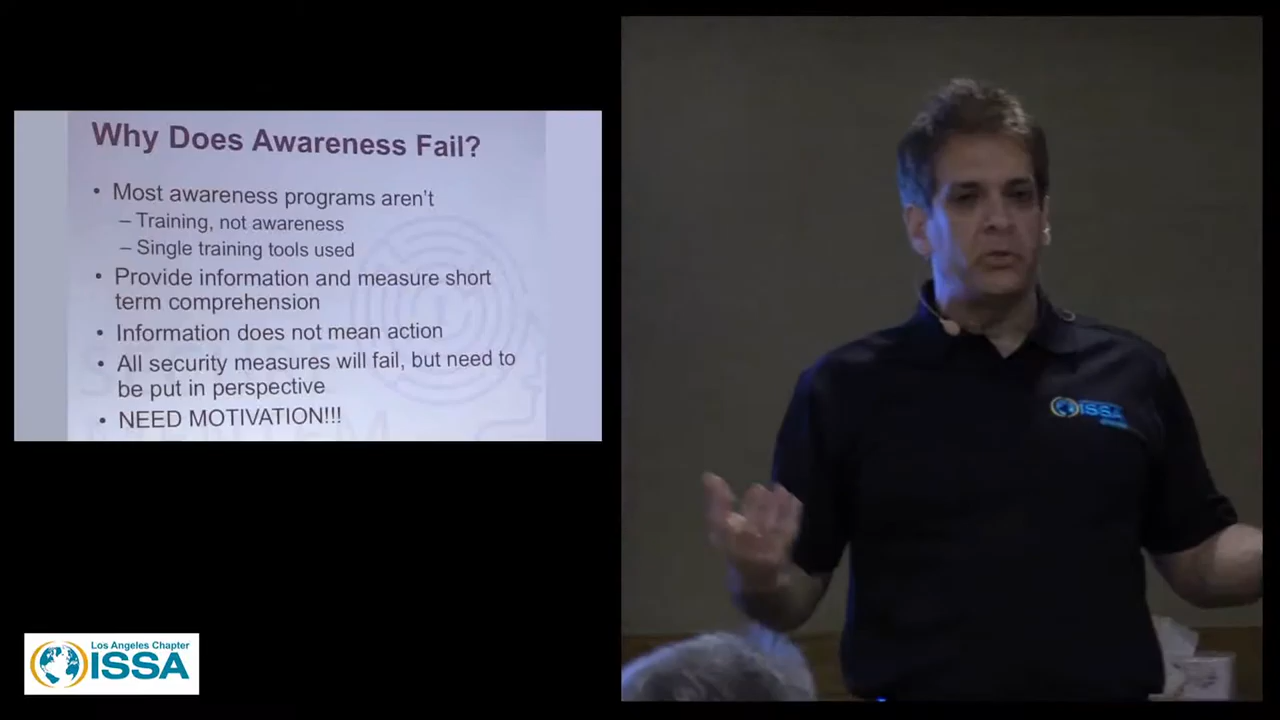 Why Does Awareness Fail?
• Most awareness programs aren't
– Training, not awareness
– Single training tools used
• Provide information and measure short
term comprehension
• Information does not mean action
• All security measures will fail, but need to
be put in perspective
• NEED MOTIVATION!!!
ISSA
Los Angeles Chapter
ISSA